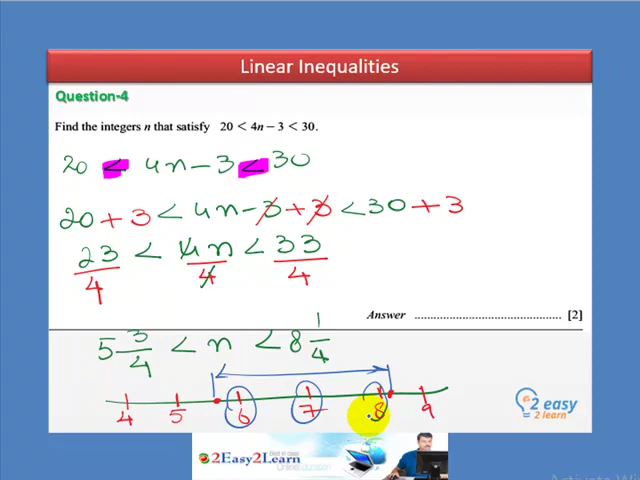 Linear Inequalities
Question-4
Find the integers n that satisfy 20 < 4n − 3 < 30.
20 < 4n − 3 < 30
20 + 3 < 4n − 3 + 3 < 30 + 3
23/4 < 4n/4 < 33/4
Answer ................................................ [2]
5 3/4 < n < 8 1/4
4 5 6 7 8 9
2 easy
2 learn
2Easy2Learn